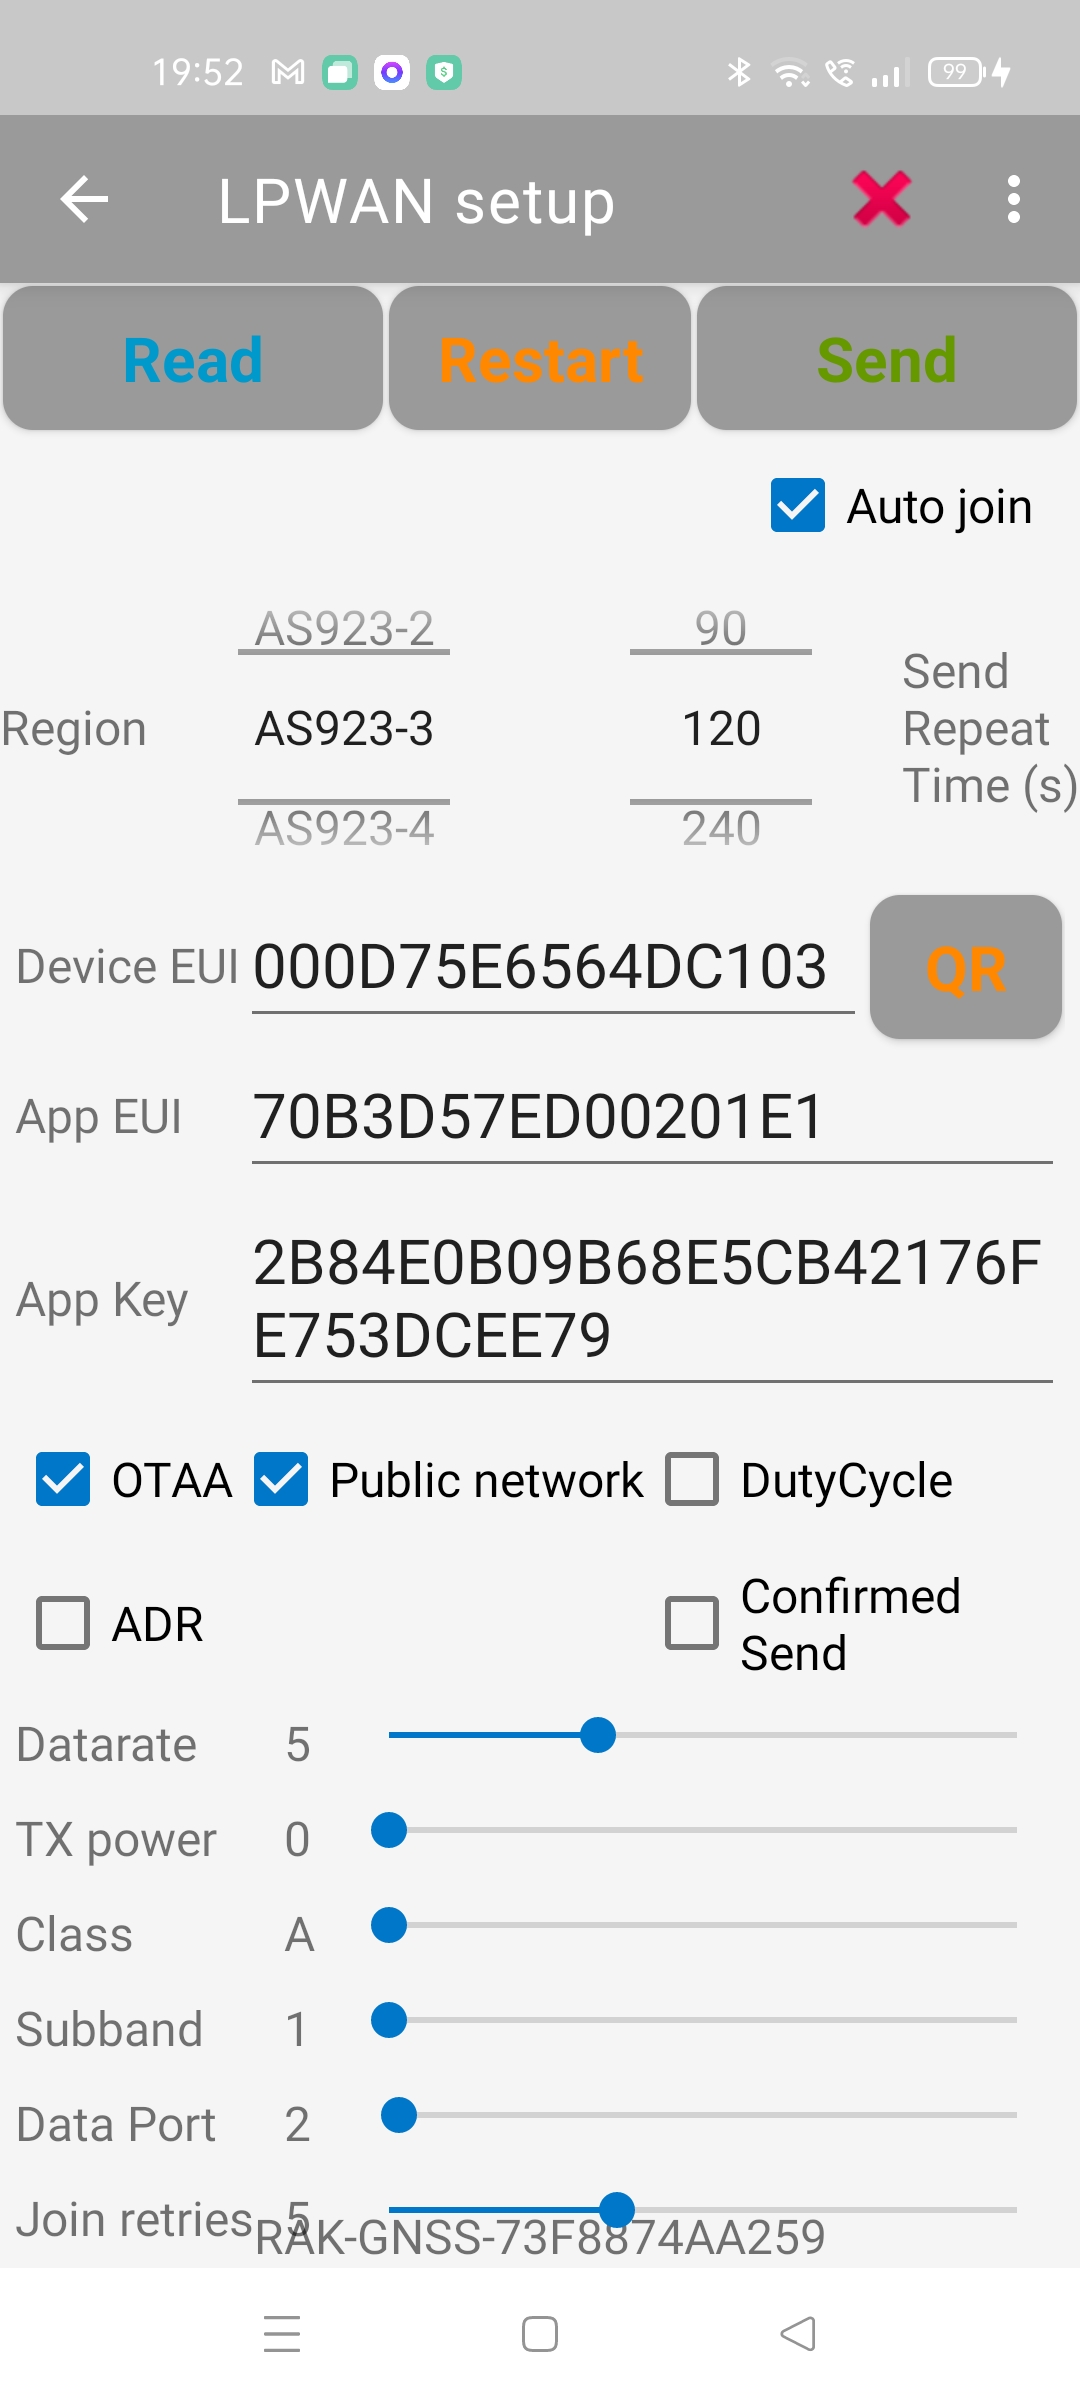 19:52
99
LPWAN setup
Read
Restart
Send
Auto join
AS923-2
90
Region
AS923-3
120
Send
Repeat
Time (s)
AS923-4
240
Device EUI
000D75E6564DC103
QR
App EUI
70B3D57ED00201E1
App Key
2B84E0B09B68E5CB42176F
E753DCEE79
OTAA
Public network
DutyCycle
ADR
Confirmed
Send
Datarate
5
TX power
0
Class
A
Subband
1
Data Port
2
Join retries
5
RAK-GNSS-73F8874AA259